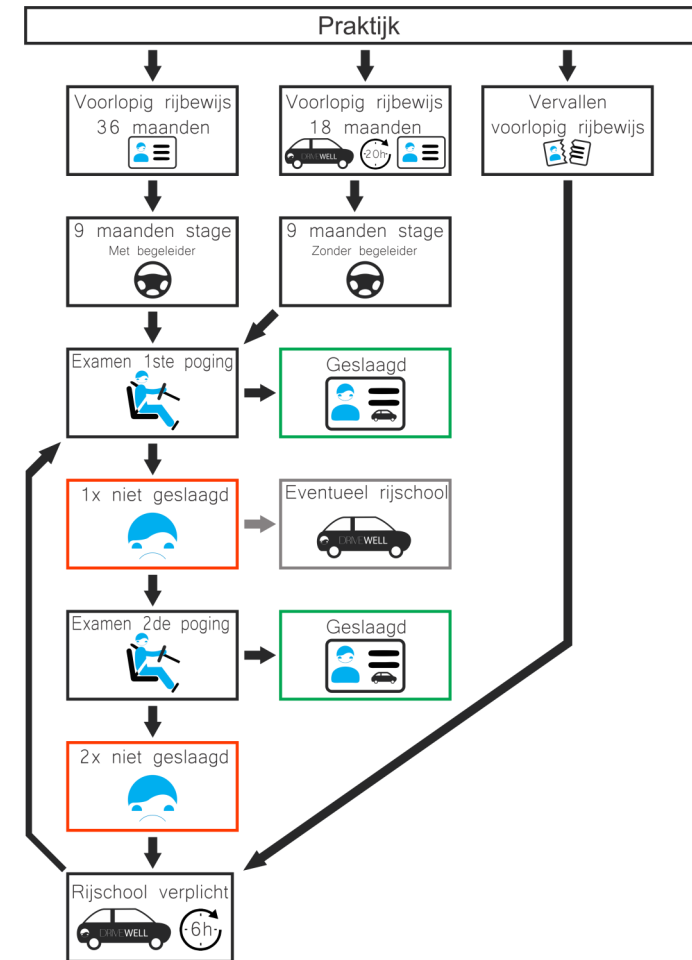 Praktijk
Voorlopig rijbewijs
36 maanden
Voorlopig rijbewijs
18 maanden
DRIVEWELL
20h
Vervallen
voorlopig rijbewijs
9 maanden stage
Met begeleider
9 maanden stage
Zonder begeleider
Examen 1ste poging
Geslaagd
1x niet geslaagd
Eventueel rijschool
DRIVEWELL
Examen 2de poging
Geslaagd
2x niet geslaagd
Rijschool verplicht
DRIVEWELL
6h